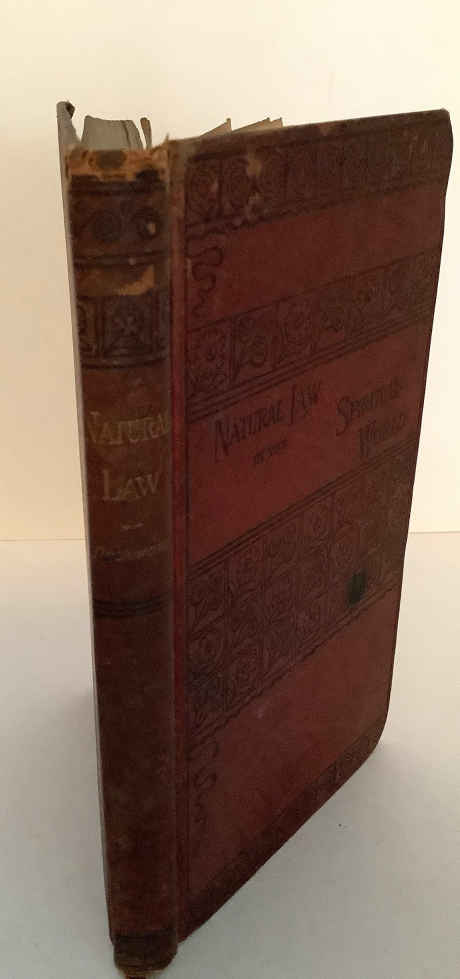 NATURAL
LAW
NATURAL LAW
IN THE
SPIRITUAL
WORLD